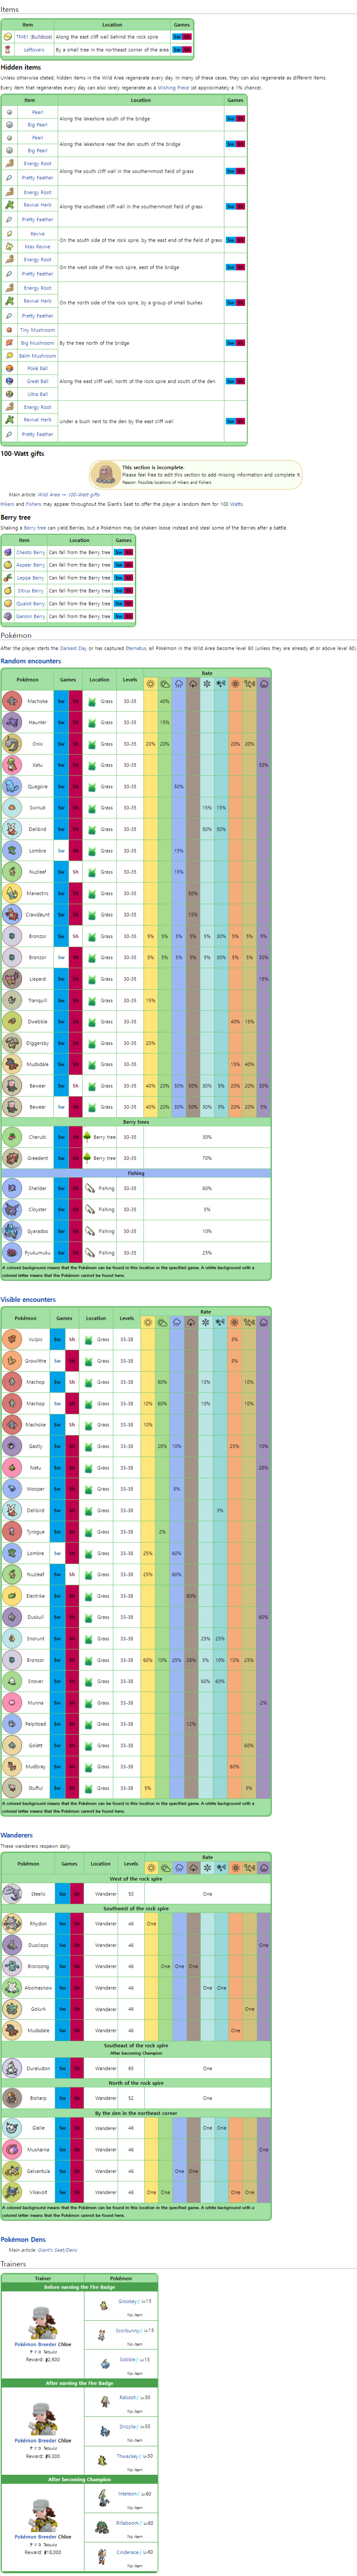 Items
Item Location Games
TM81 (Bulldoze) Along the east cliff wall behind the rock spire Sw Sh
Leftovers By a small tree in the northeast corner of the area Sw Sh
Hidden items
Unless otherwise stated, hidden items in the Wild Area regenerate every day. In many of these cases, they can also regenerate as different items.
Every item that regenerates every day can also rarely regenerate as a Wishing Piece (at approximately a 1% chance).
Item Location Games
Pearl
Big Pearl
Along the lakeshore south of the bridge Sw Sh
Pearl
Big Pearl
Along the lakeshore near the den south of the bridge Sw Sh
Energy Root
Pretty Feather
Along the south cliff wall in the southernmost field of grass Sw Sh
Energy Root
Revival Herb
Pretty Feather
Along the southeast cliff wall in the southernmost field of grass Sw Sh
Revive
Max Revive
On the south side of the rock spire, by the east end of the field of grass Sw Sh
Energy Root
Pretty Feather
On the west side of the rock spire, east of the bridge Sw Sh
Energy Root
Revival Herb
Pretty Feather
On the north side of the rock spire, by a group of small bushes Sw Sh
Tiny Mushroom
Big Mushroom
Balm Mushroom
By the tree north of the bridge Sw Sh
Poké Ball
Great Ball
Ultra Ball
Along the east cliff wall, north of the rock spire and south of the den Sw Sh
Energy Root
Revival Herb
Pretty Feather
Under a bush next to the den by the east cliff wall Sw Sh
100-Watt gifts
This section is incomplete.
Please feel free to edit this section to add missing information and complete it.
Reason: Possible locations of Hikers and Fishers
Main article: Wild Area → 100-Watt gifts
Hikers and Fishers may appear throughout the Giant's Seat to offer the player a random item for 100 Watts.
Berry tree
Shaking a Berry tree can yield Berries, but a Pokémon may be shaken loose instead and steal some of the Berries after a battle.
Item Location Games
Chesto Berry Can fall from the Berry tree Sw Sh
Aspear Berry Can fall from the Berry tree Sw Sh
Leppa Berry Can fall from the Berry tree Sw Sh
Sitrus Berry Can fall from the Berry tree Sw Sh
Qualot Berry Can fall from the Berry tree Sw Sh
Ganlon Berry Can fall from the Berry tree Sw Sh
Pokémon
After the player starts the Darkest Day or has captured Eternatus, all Pokémon in the Wild Area become level 60 (unless they are already at or above level 60).
Random encounters
Pokémon Games Location Levels Rate
Machoke Sw Sh Grass 30-35 40%
Haunter Sw Sh Grass 30-35 15%
Onix Sw Sh Grass 30-35 20% 20% 20% 20%
Xatu Sw Sh Grass 30-35 50%
Quagsire Sw Sh Grass 30-35 50%
Swinub Sw Sh Grass 30-35 15% 15%
Delibird Sw Sh Grass 30-35 50% 50%
Lombre Sw Sh Grass 30-35 15%
Nuzleaf Sw Sh Grass 30-35 15%
Manectric Sw Sh Grass 30-35 50%
Crawdaunt Sw Sh Grass 30-35 15%
Bronzor Sw Sh Grass 30-35 5% 5% 5% 5% 5% 30% 5% 5% 5%
Bronzor Sw Sh Grass 30-35 5% 5% 5% 5% 5% 30% 5% 5% 30%
Liepard Sw Sh Grass 30-35 15%
Tranquill Sw Sh Grass 30-35 15%
Dwebble Sw Sh Grass 30-35 40% 15%
Diggersby Sw Sh Grass 30-35 20%
Mudsdale Sw Sh Grass 30-35 15% 40%
Bewear Sw Sh Grass 30-35 40% 20% 30% 30% 30% 5% 20% 20% 30%
Bewear Sw Sh Grass 30-35 40% 20% 30% 30% 30% 5% 20% 20% 5%
Berry trees
Cherubi Sw Sh Berry tree 30-35 30%
Greedent Sw Sh Berry tree 30-35 70%
Fishing
Shellder Sw Sh Fishing 30-35 60%
Cloyster Sw Sh Fishing 30-35 5%
Gyarados Sw Sh Fishing 30-35 10%
Pyukumuku Sw Sh Fishing 30-35 25%
A colored background means that the Pokémon can be found in this location in the specified game. A white background with a
colored letter means that the Pokémon cannot be found here.
Visible encounters
Pokémon Games Location Levels Rate
Vulpix Sw Sh Grass 33-38 5%
Growlithe Sw Sh Grass 33-38 5%
Machop Sw Sh Grass 33-38 60% 10% 10%
Machop Sw Sh Grass 33-38 10% 60% 10% 10%
Machoke Sw Sh Grass 33-38 10%
Gastly Sw Sh Grass 33-38 28% 10% 25% 10%
Natu Sw Sh Grass 33-38 28%
Wooper Sw Sh Grass 33-38 5%
Delibird Sw Sh Grass 33-38 5%
Tyrogue Sw Sh Grass 33-38 2%
Lombre Sw Sh Grass 33-38 25% 60%
Nuzleaf Sw Sh Grass 33-38 25% 60%
Electrike Sw Sh Grass 33-38 60%
Duskull Sw Sh Grass 33-38 60%
Snorunt Sw Sh Grass 33-38 25% 25%
Bronzor Sw Sh Grass 33-38 60% 10% 25% 28% 5% 10% 10% 25%
Snover Sw Sh Grass 33-38 60% 60%
Munna Sw Sh Grass 33-38 2%
Palpitoad Sw Sh Grass 33-38 12%
Golett Sw Sh Grass 33-38 60%
Mudbray Sw Sh Grass 33-38 60%
Stufful Sw Sh Grass 33-38 5% 5%
A colored background means that the Pokémon can be found in this location in the specified game. A white background with a
colored letter means that the Pokémon cannot be found here.
Wanderers
These wanderers respawn daily.
Pokémon Games Location Levels Rate
West of the rock spire
Steelix Sw Sh Wanderer 50 One
Southwest of the rock spire
Rhydon Sw Sh Wanderer 46 One
Dusclops Sw Sh Wanderer 46 One
Bronzong Sw Sh Wanderer 46 One One One
Abomasnow Sw Sh Wanderer 46 One One
Golurk Sw Sh Wanderer 46 One
Mudsdale Sw Sh Wanderer 46 One
Southeast of the rock spire
After becoming Champion
Duraludon Sw Sh Wanderer 65 One
North of the rock spire
Bisharp Sw Sh Wanderer 52 One
By the den in the northeast corner
Glalie Sw Sh Wanderer 46 One One
Musharna Sw Sh Wanderer 46 One
Galvantula Sw Sh Wanderer 46 One One
Vikavolt Sw Sh Wanderer 46 One One One One
A colored background means that the Pokémon can be found in this location in the specified game. A white background with a
colored letter means that the Pokémon cannot be found here.
Pokémon Dens
Main article: Giant's Seat/Dens
Trainers
Trainer Pokémon
Before earning the Fire Badge
Pokémon Breeder Chloe
チヅコ Tetsuko
Reward: $2,600
Grookey♂ Lv.13
No item
Scorbunny♂ Lv.13
No item
Sobble♂ Lv.13
No item
After earning the Fire Badge
Pokémon Breeder Chloe
チヅコ Tetsuko
Reward: $9,000
Raboot♂ Lv.30
No item
Drizzile♂ Lv.30
No item
Thwackey♂ Lv.30
No item
After becoming Champion
Pokémon Breeder Chloe
チヅコ Tetsuko
Reward: $18,000
Inteleon♂ Lv.60
No item
Rillaboom♂ Lv.60
No item
Cinderace♂ Lv.60
No item